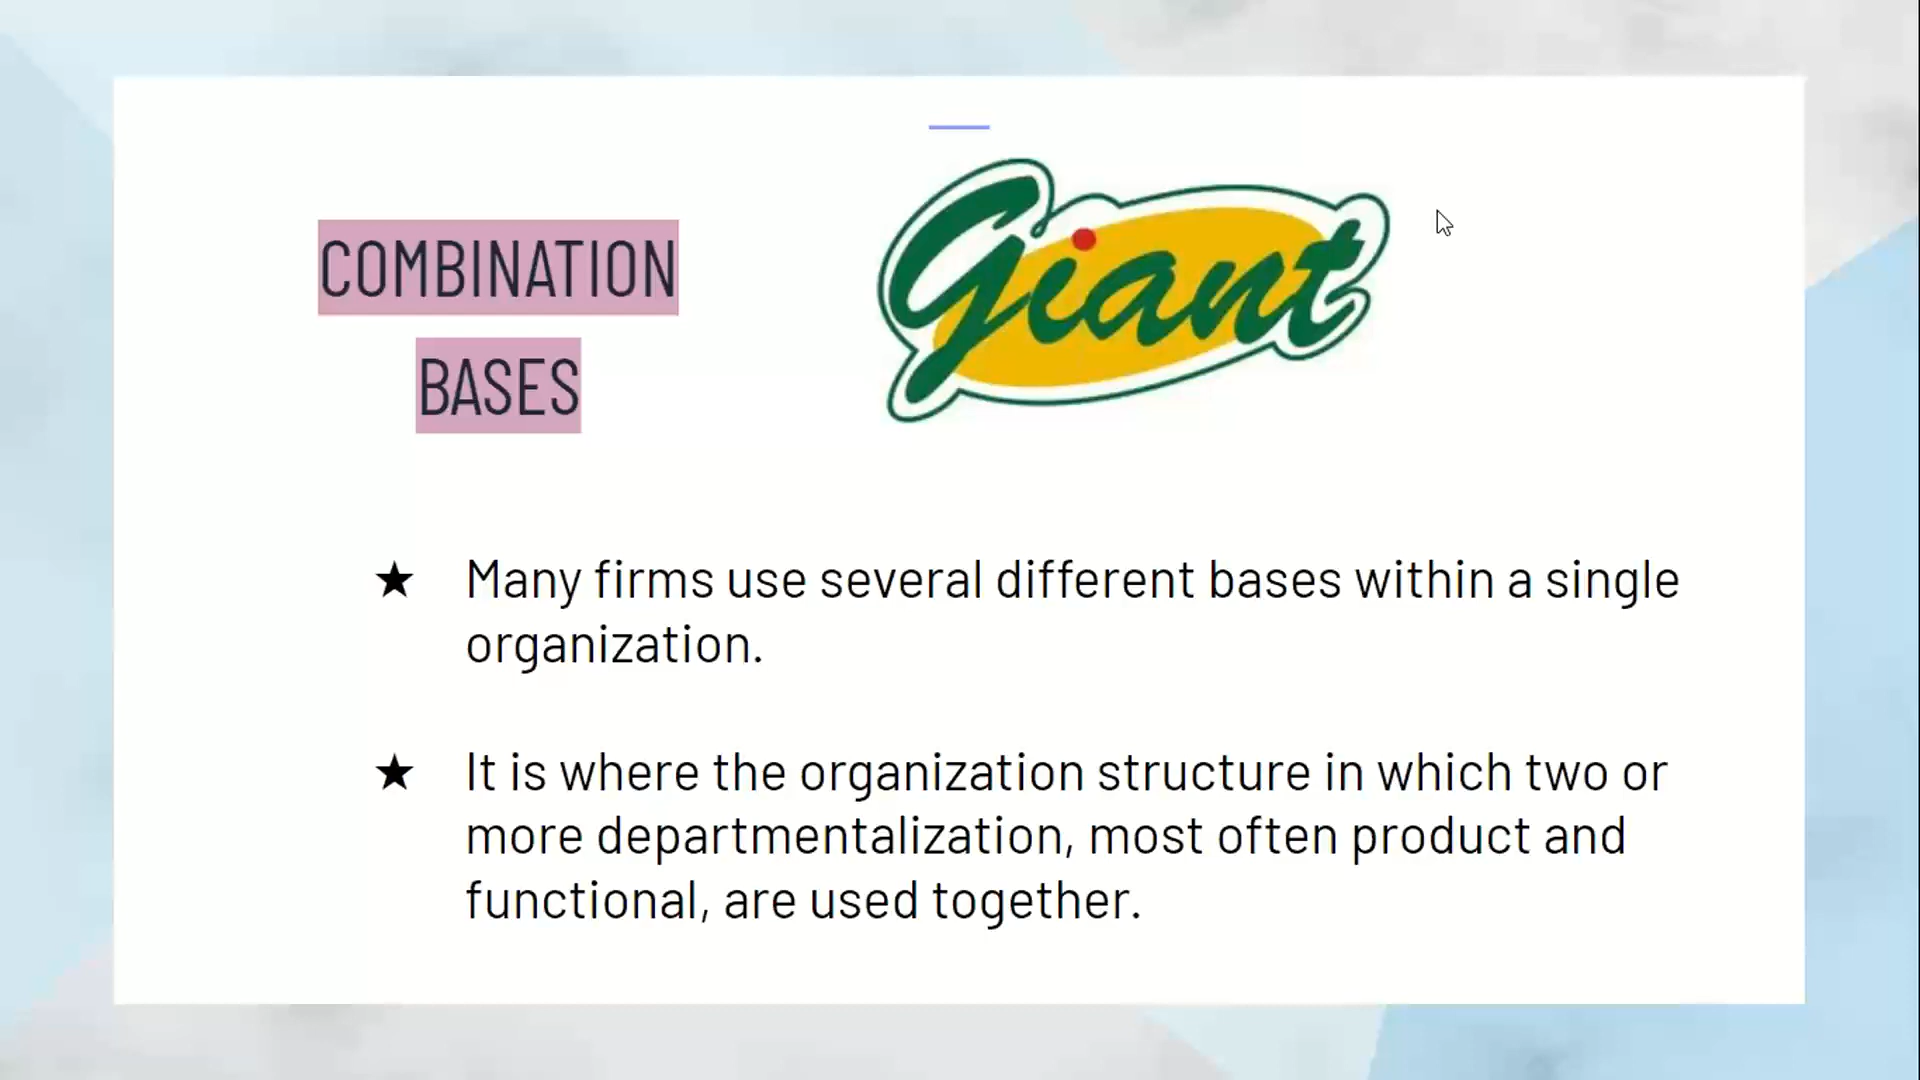 COMBINATION
BASES
Giant
★ Many firms use several different bases within a single
organization.
★ It is where the organization structure in which two or
more departmentalization, most often product and
functional, are used together.